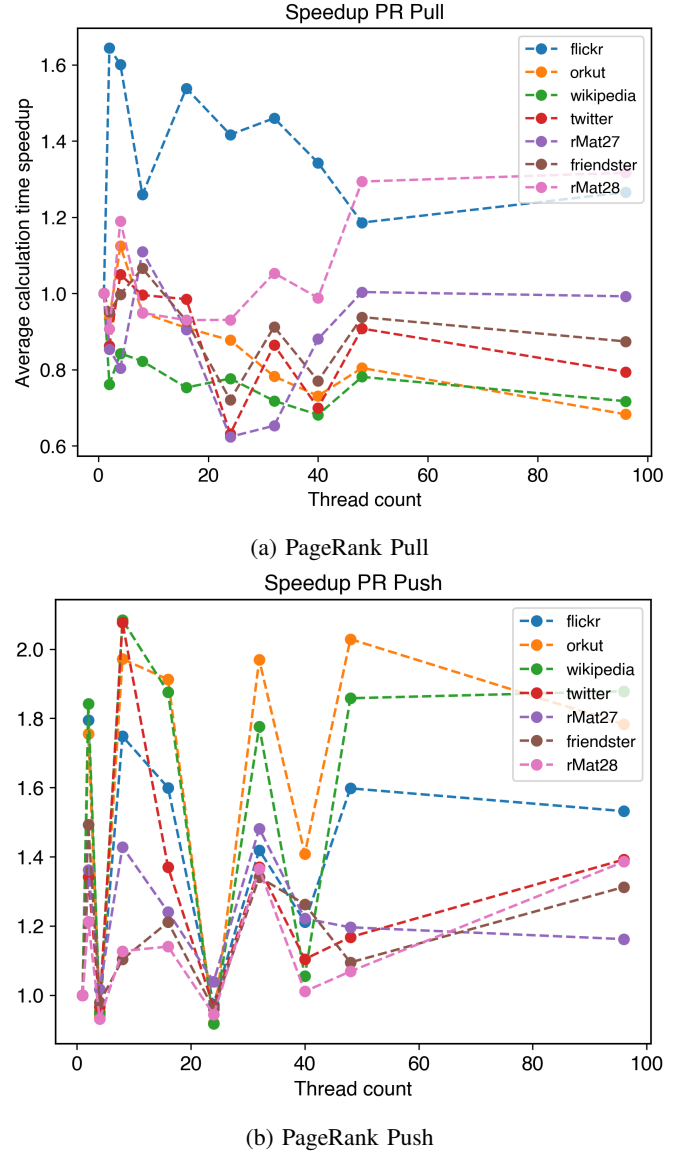 Speedup PR Pull
1.6
1.4
1.2
1.0
0.8
0.6
Average calculation time speedup
flickr
orkut
wikipedia
twitter
rMat27
friendster
rMat28
0 20 40 60 80 100
Thread count
(a) PageRank Pull
Speedup PR Push
2.0
1.8
1.6
1.4
1.2
1.0
flickr
orkut
wikipedia
twitter
rMat27
friendster
rMat28
0 20 40 60 80 100
Thread count
(b) PageRank Push